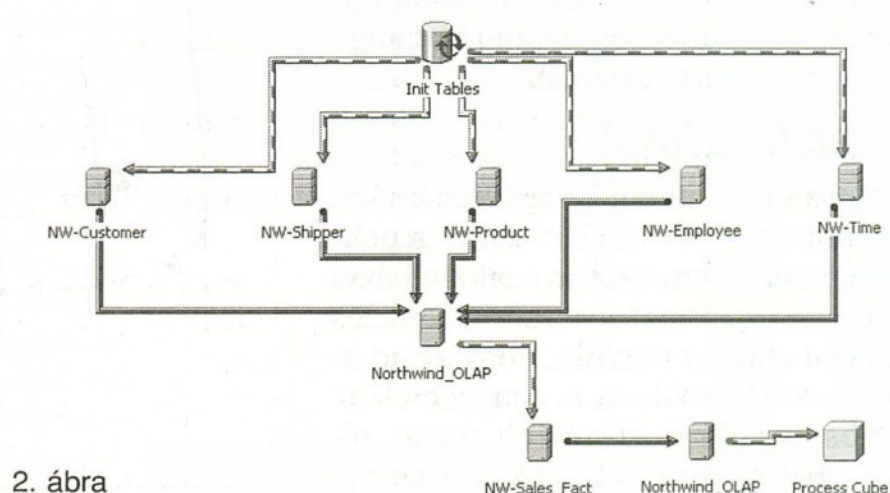 Init Tables
NW-Customer
NW-Shipper
NW-Product
NW-Employee
NW-Time
Northwind_OLAP
NW-Sales_Fact
Northwind_OLAP
Process Cube
2. ábra